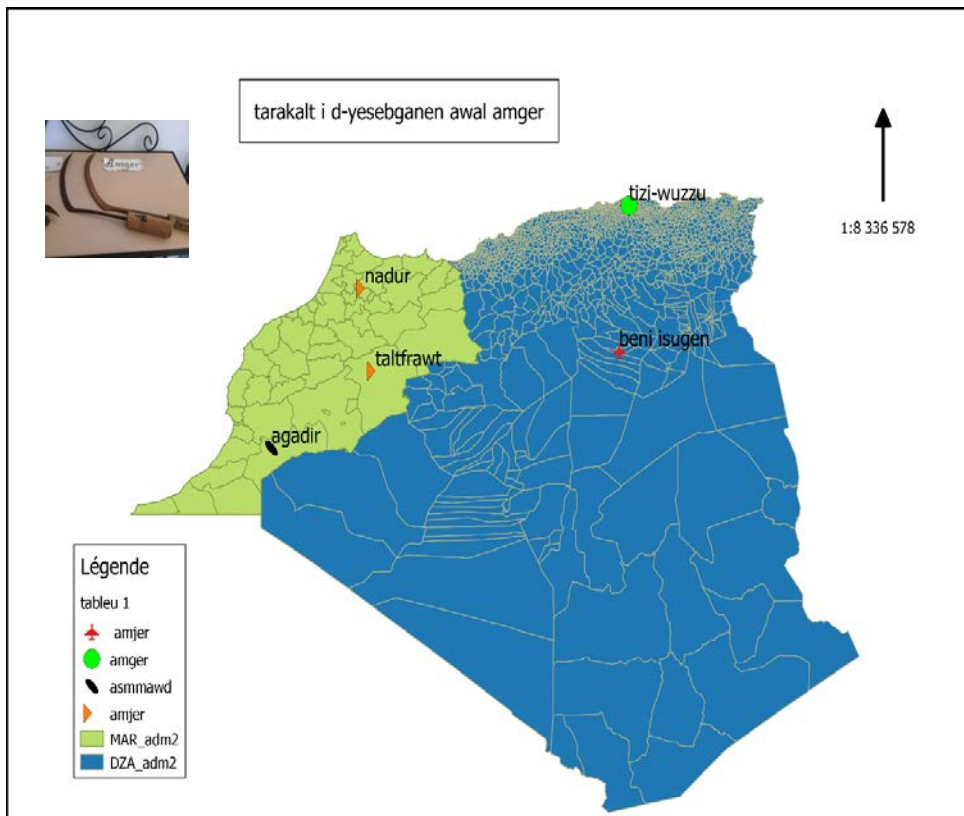 tarakalt i d-yesebganen awal amger
Amger
1:8 336 578
tizi-wuzzu
nadur
beni isugen
taltfrawt
agadir
Légende
tableu 1
amjer
amger
asmmawd
amjer
MAR_adm2
DZA_adm2